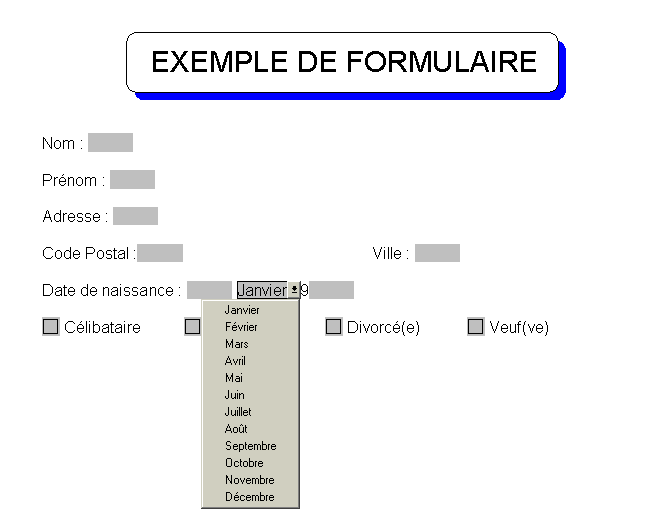 EXEMPLE DE FORMULAIRE
Nom :
Prénom :
Adresse :
Code Postal : Ville :
Date de naissance : Janvier 9
Célibataire Divorcé(e) Veuf(ve)
Janvier
Février
Mars
Avril
Mai
Juin
Juillet
Août
Septembre
Octobre
Novembre
Décembre